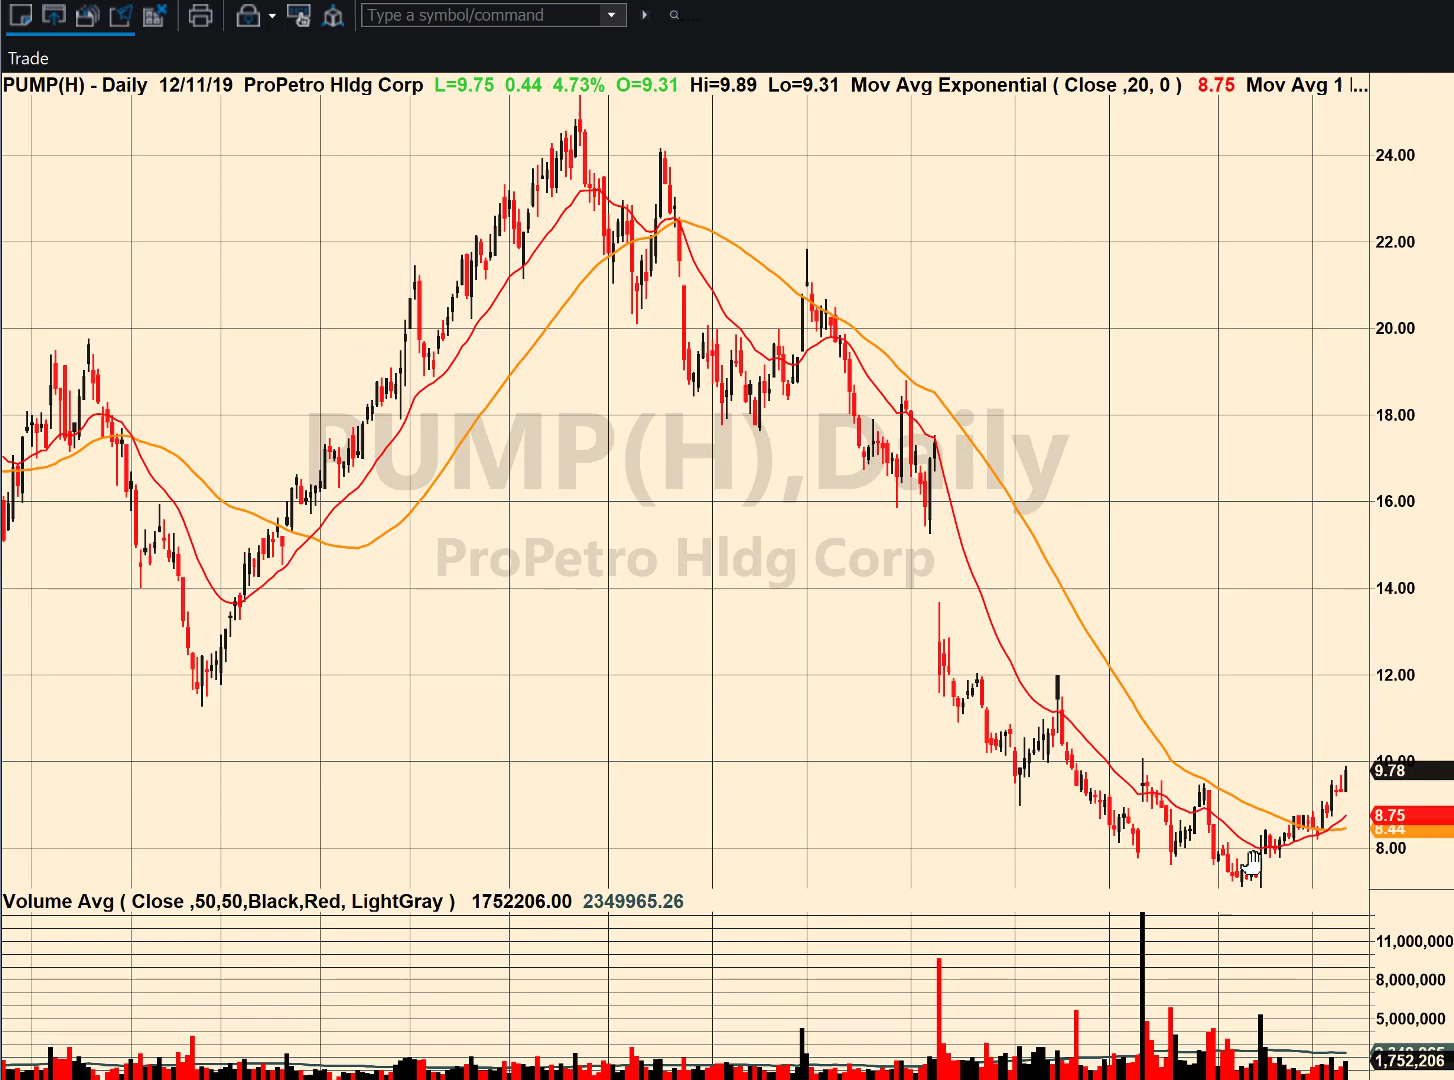 Type a symbol/command
Trade
PUMP(H) - Daily 12/11/19 ProPetro Hldg Corp L=9.75 0.44 4.73% O=9.31 Hi=9.89 Lo=9.31 Mov Avg Exponential ( Close ,20, 0 ) 8.75 Mov Avg 1 l...
24.00
22.00
20.00
18.00
PUMP(H),Daily
16.00
ProPetro Hldg Corp
14.00
12.00
10.00
9.78
8.75
8.44
8.00
Volume Avg ( Close ,50,50,Black,Red, LightGray ) 1752206.00 2349965.26
11,000,000
8,000,000
5,000,000
1,752,206